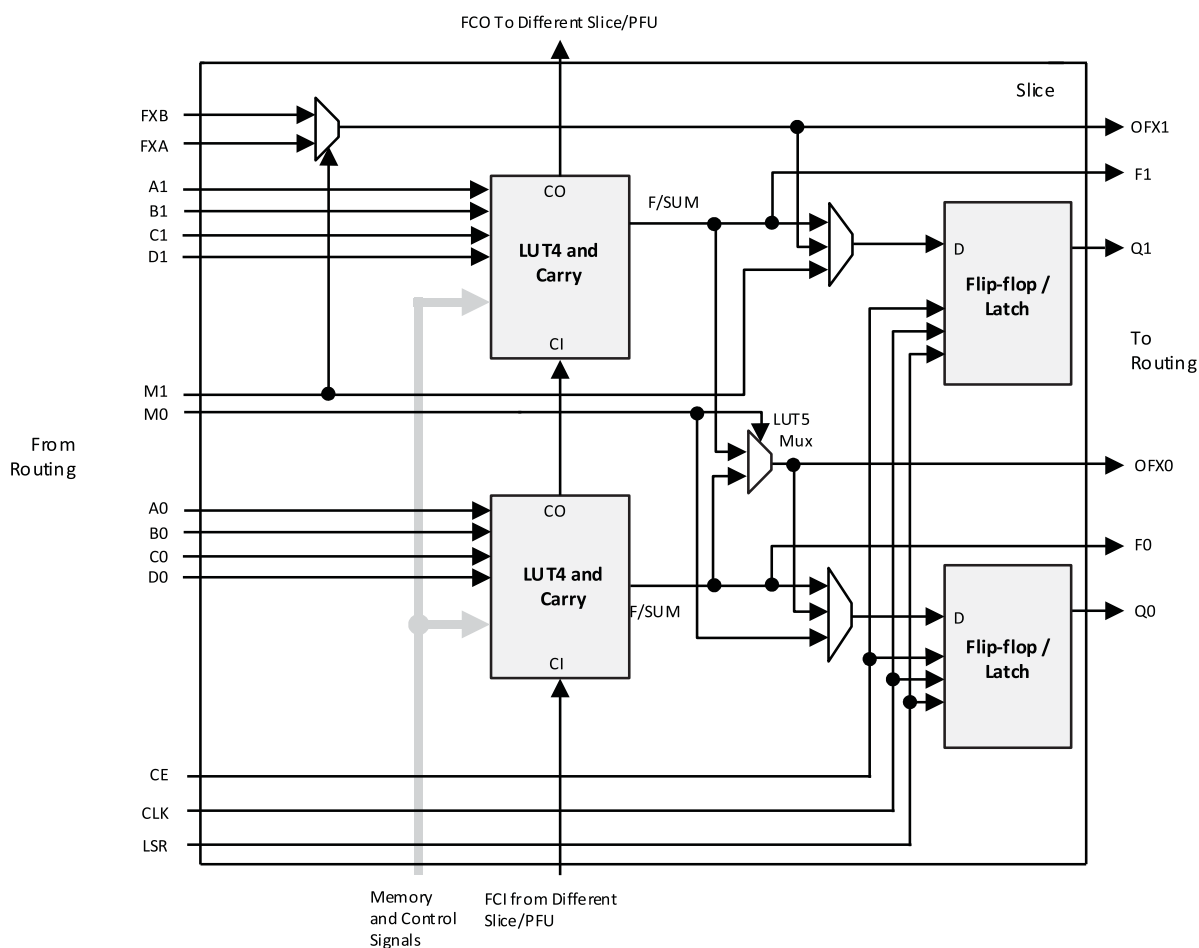 FCO To Different Slice/PFU
Slice
FXB
FXA
OFX1
F1
A1
B1
C1
D1
CO
F/SUM
LUT4 and
Carry
CI
D
Flip-flop /
Latch
Q1
To
Routing
M1
M0
LUT5
Mux
From
Routing
OFX0
A0
B0
C0
D0
CO
LUT4 and
Carry
F/SUM
CI
F0
D
Flip-flop /
Latch
Q0
CE
CLK
LSR
Memory
and Control
Signals
FCI from Different
Slice/PFU